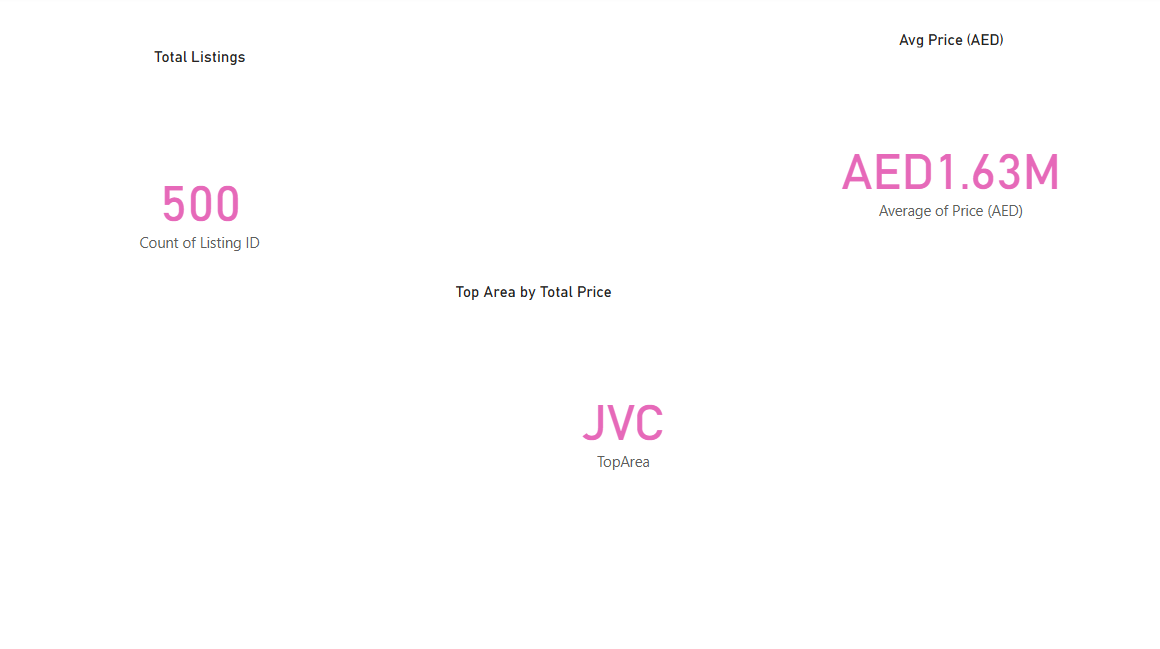 Total Listings
500
Count of Listing ID
Avg Price (AED)
AED1.63M
Average of Price (AED)
Top Area by Total Price
JVC
TopArea